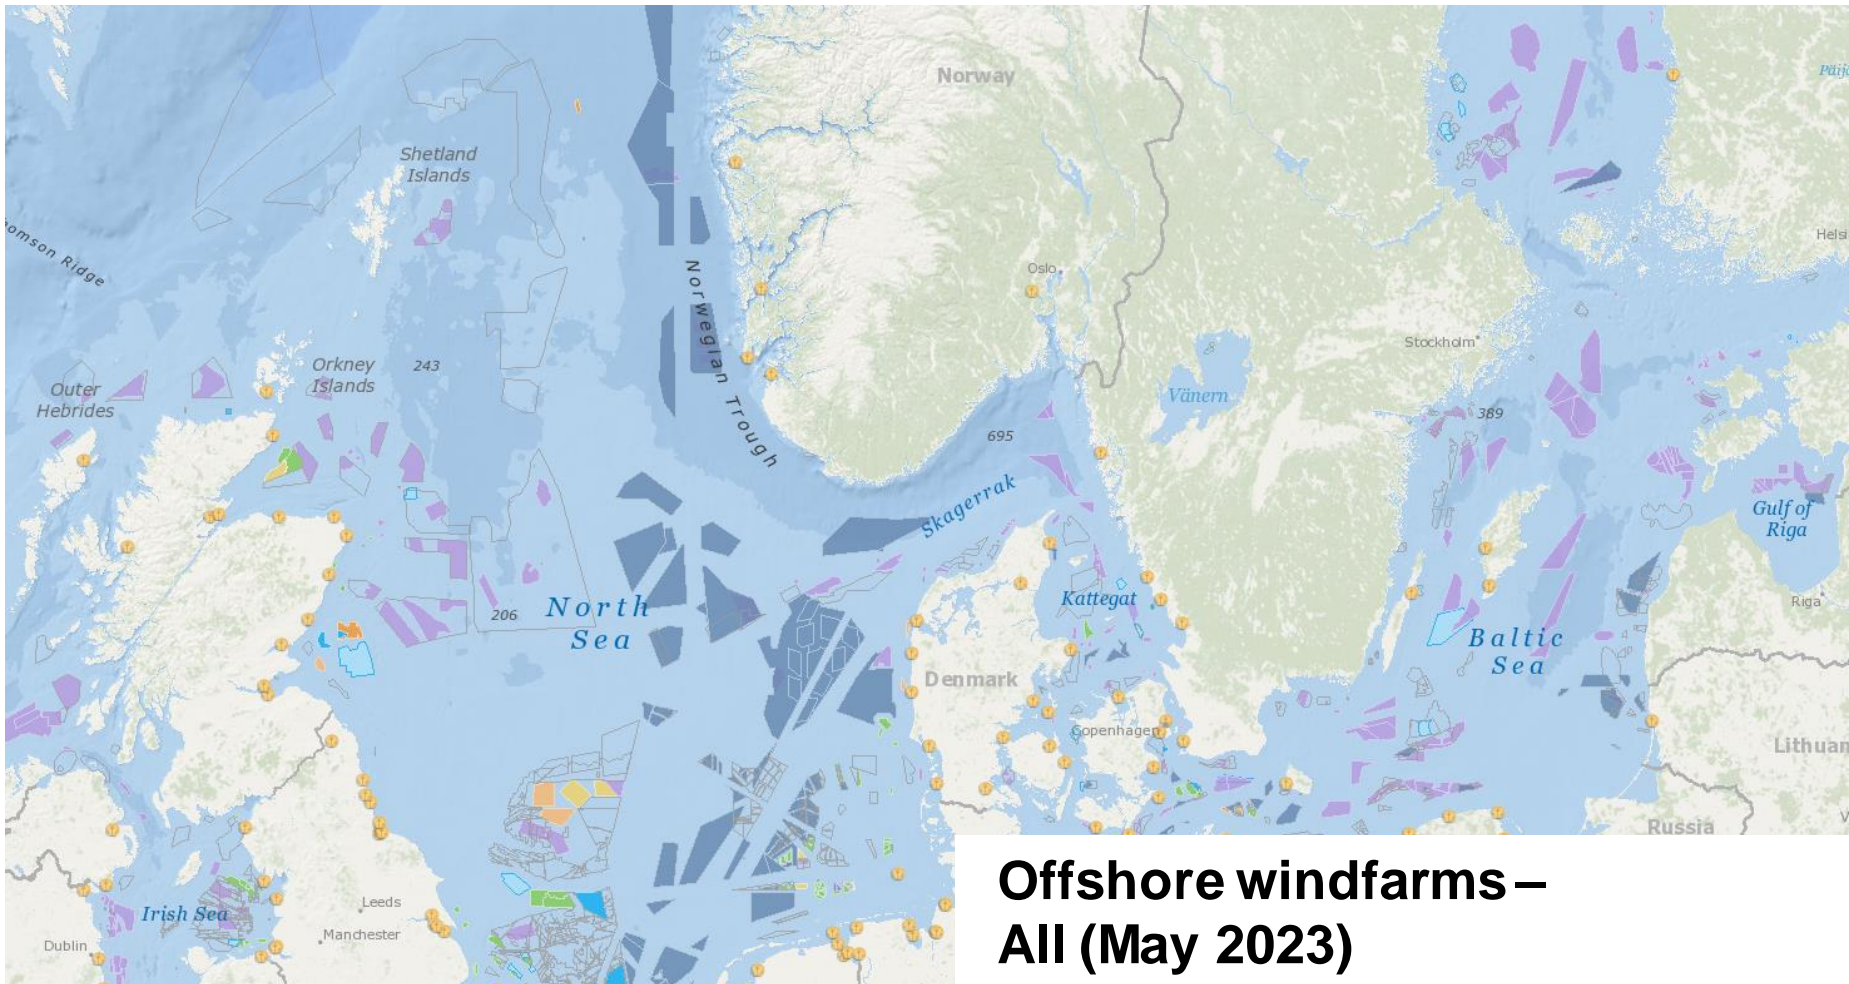 Norway
Päijä
Shetland
Islands
homson Ridge
Helsi
Oslo
Norwegian Trough
Stockholm
Orkney
Islands
243
Outer
Hebrides
Vänern
389
695
Skagerrak
Gulf of
Riga
Kattegat
Riga
206
North
Sea
Baltic
Sea
Denmark
Copenhagen
Lithuan
Russia
V
Leeds
Irish Sea
Manchester
Dublin
Offshore windfarms –
All (May 2023)